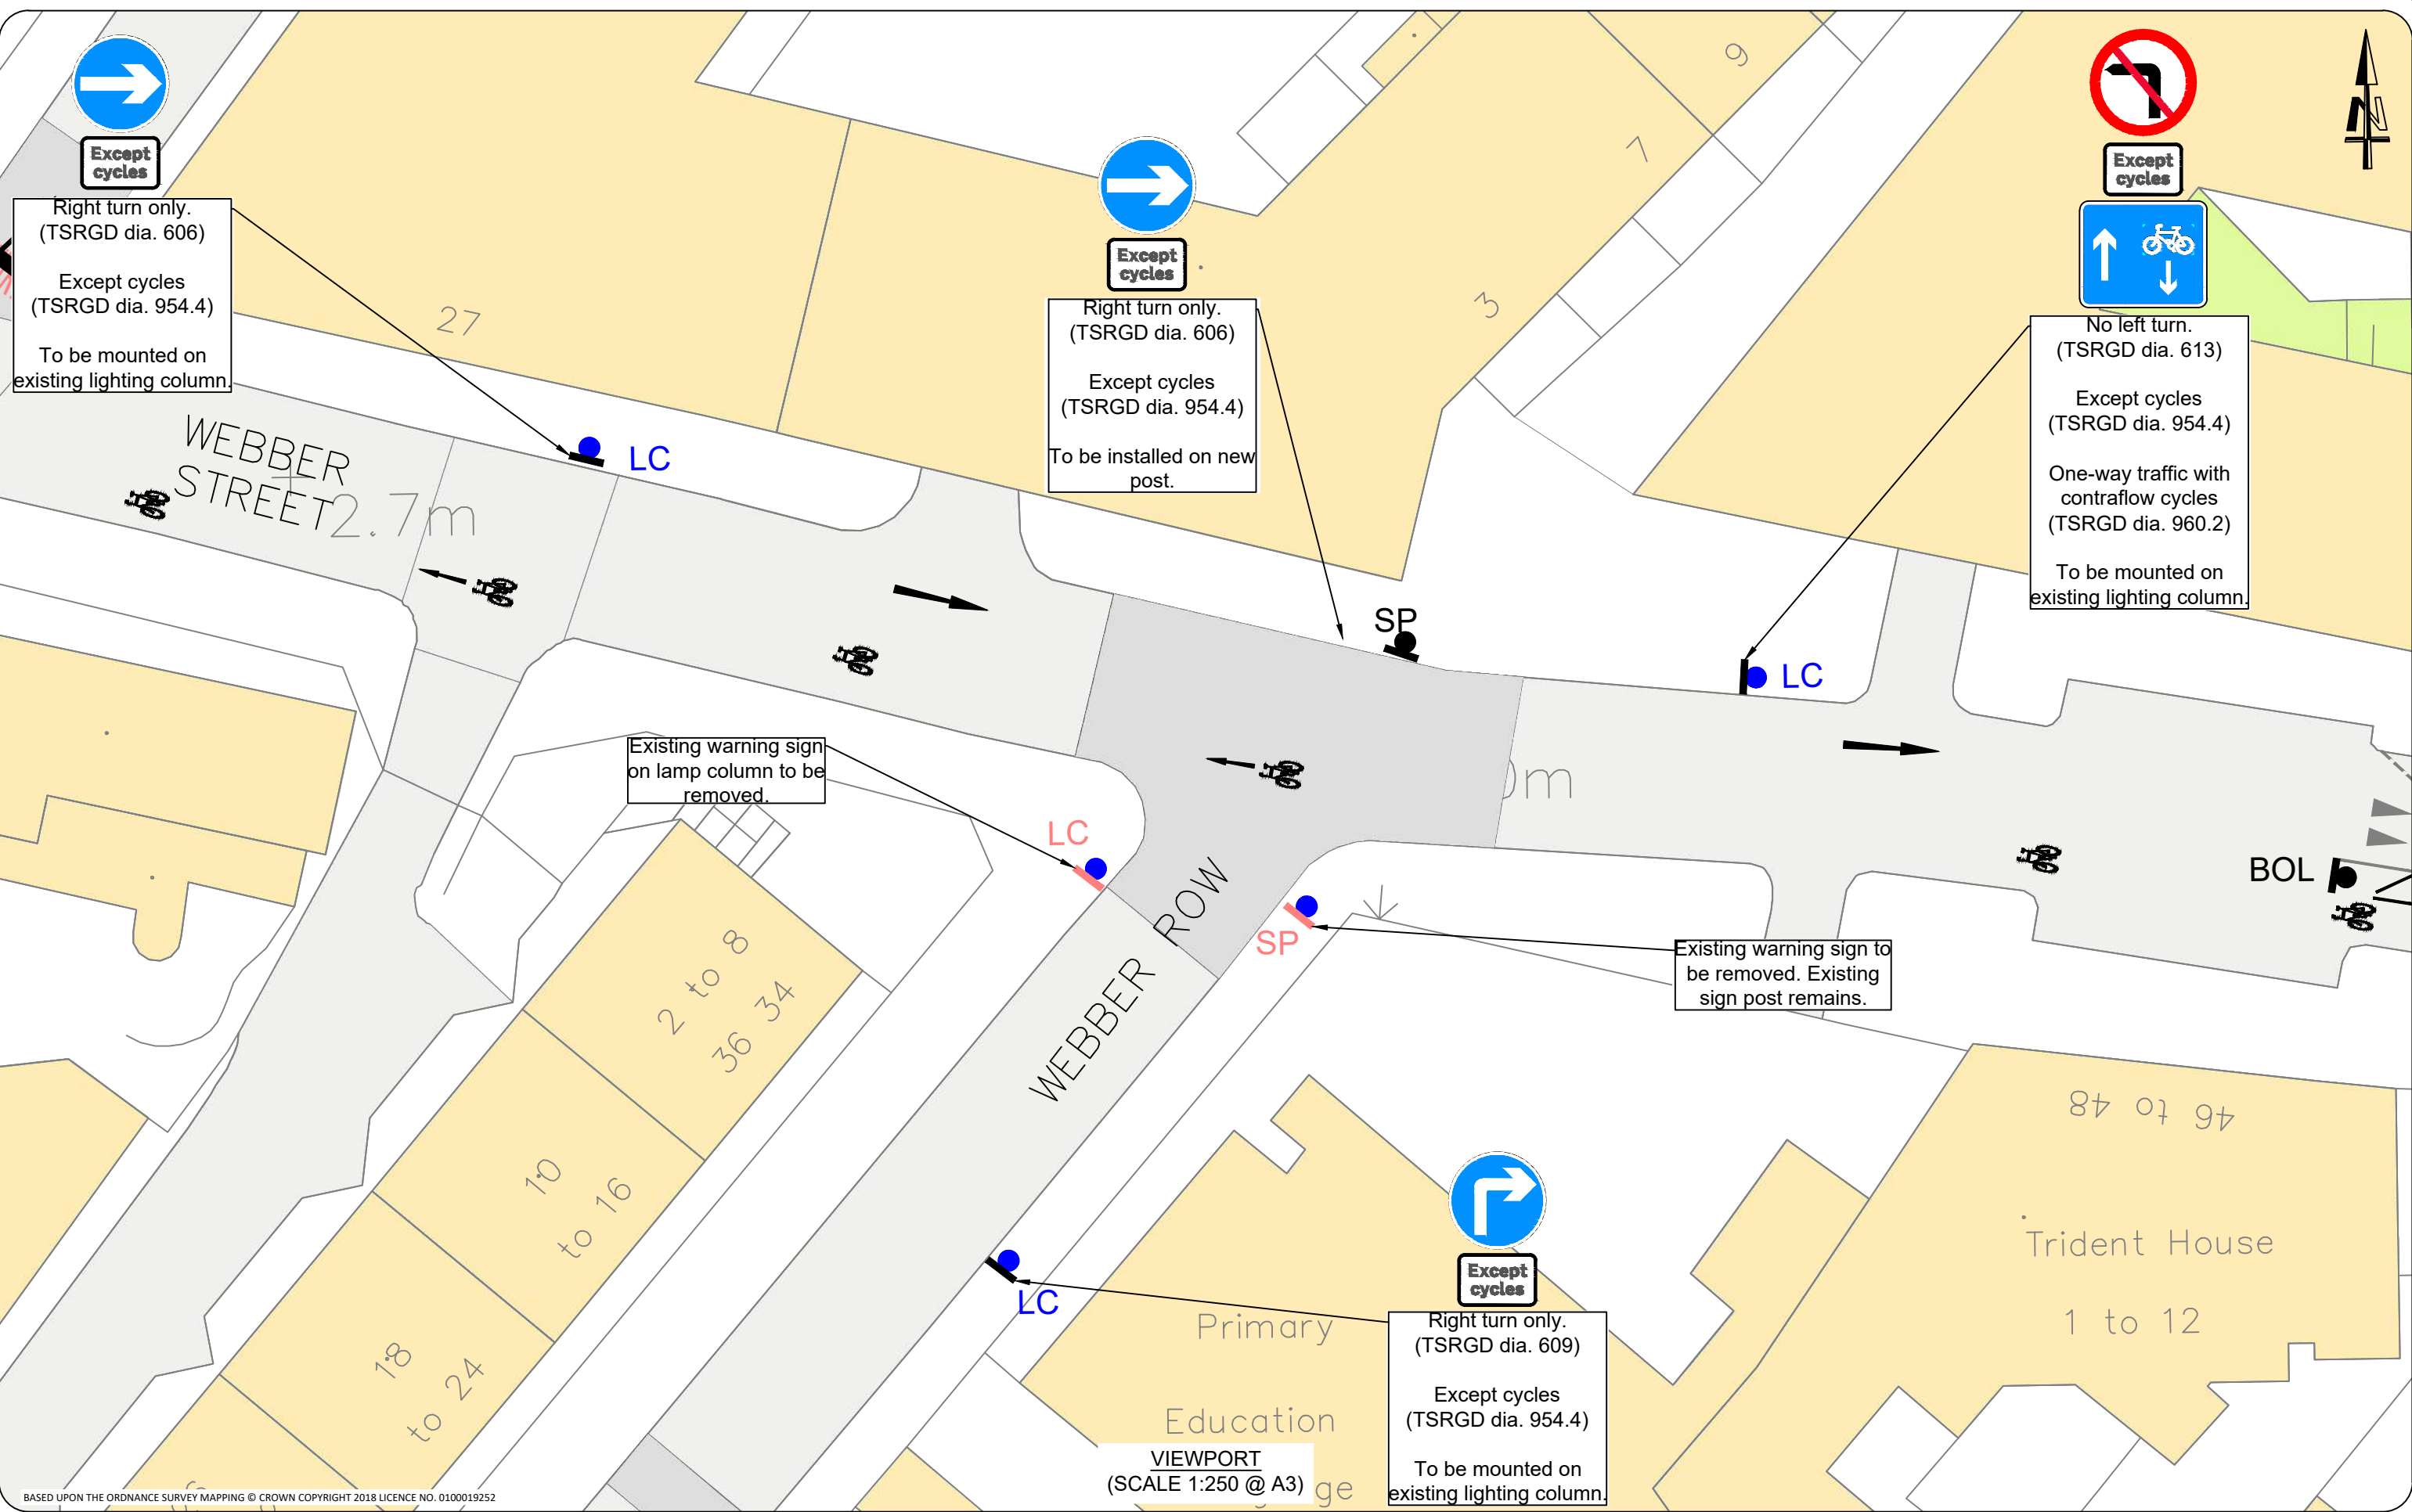 Except
cycles
Right turn only.
(TSRGD dia. 606)
Except cycles
(TSRGD dia. 954.4)
To be mounted on
existing lighting column.
Except
cycles
Right turn only.
(TSRGD dia. 606)
Except cycles
(TSRGD dia. 954.4)
To be installed on new
post.
Except
cycles
No left turn.
(TSRGD dia. 613)
Except cycles
(TSRGD dia. 954.4)
One-way traffic with
contraflow cycles
(TSRGD dia. 960.2)
To be mounted on
existing lighting column.
N
27
9
7
3
WEBBER
STREET
2.7m
LC
SP
LC
m
Existing warning sign
on lamp column to be
removed.
LC
SP
BOL
Existing warning sign to
be removed. Existing
sign post remains.
WEBBER ROW
2 to 8
36 34
10
to 16
18
to 24
LC
46 to 48
Trident House
1 to 12
Primary
Education
ge
Except
cycles
Right turn only.
(TSRGD dia. 609)
Except cycles
(TSRGD dia. 954.4)
To be mounted on
existing lighting column.
VIEWPORT
(SCALE 1:250 @ A3)
BASED UPON THE ORDNANCE SURVEY MAPPING © CROWN COPYRIGHT 2018 LICENCE NO. 0100019252